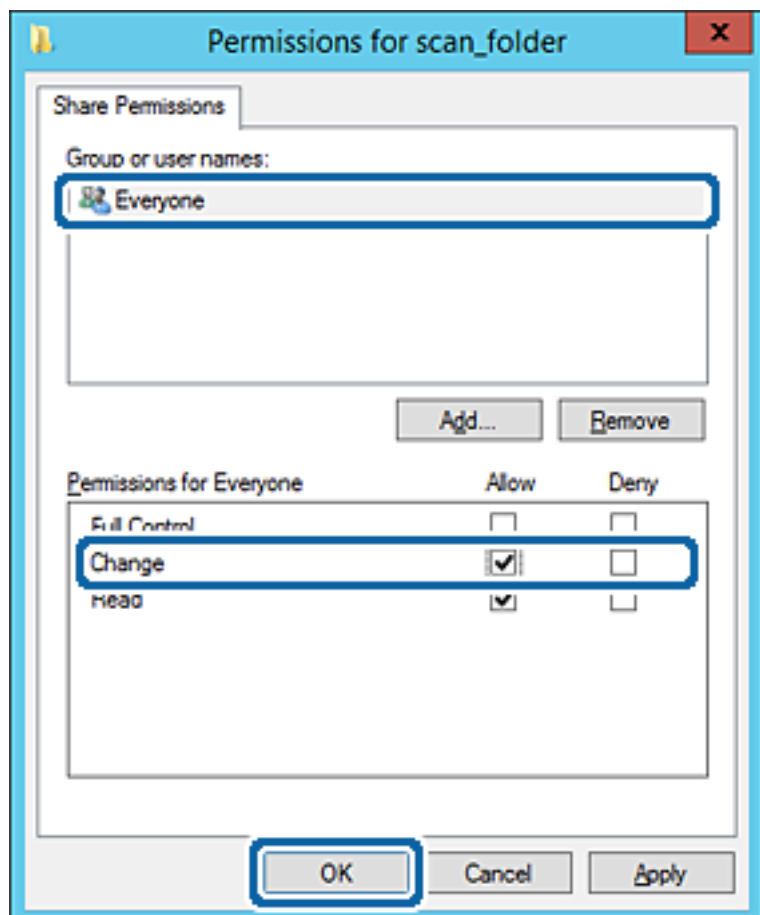 Permissions for scan_folder
x
Share Permissions
Group or user names:
Everyone
Add... Remove
Permissions for Everyone Allow Deny
Full Control
Change
Read
OK Cancel Apply